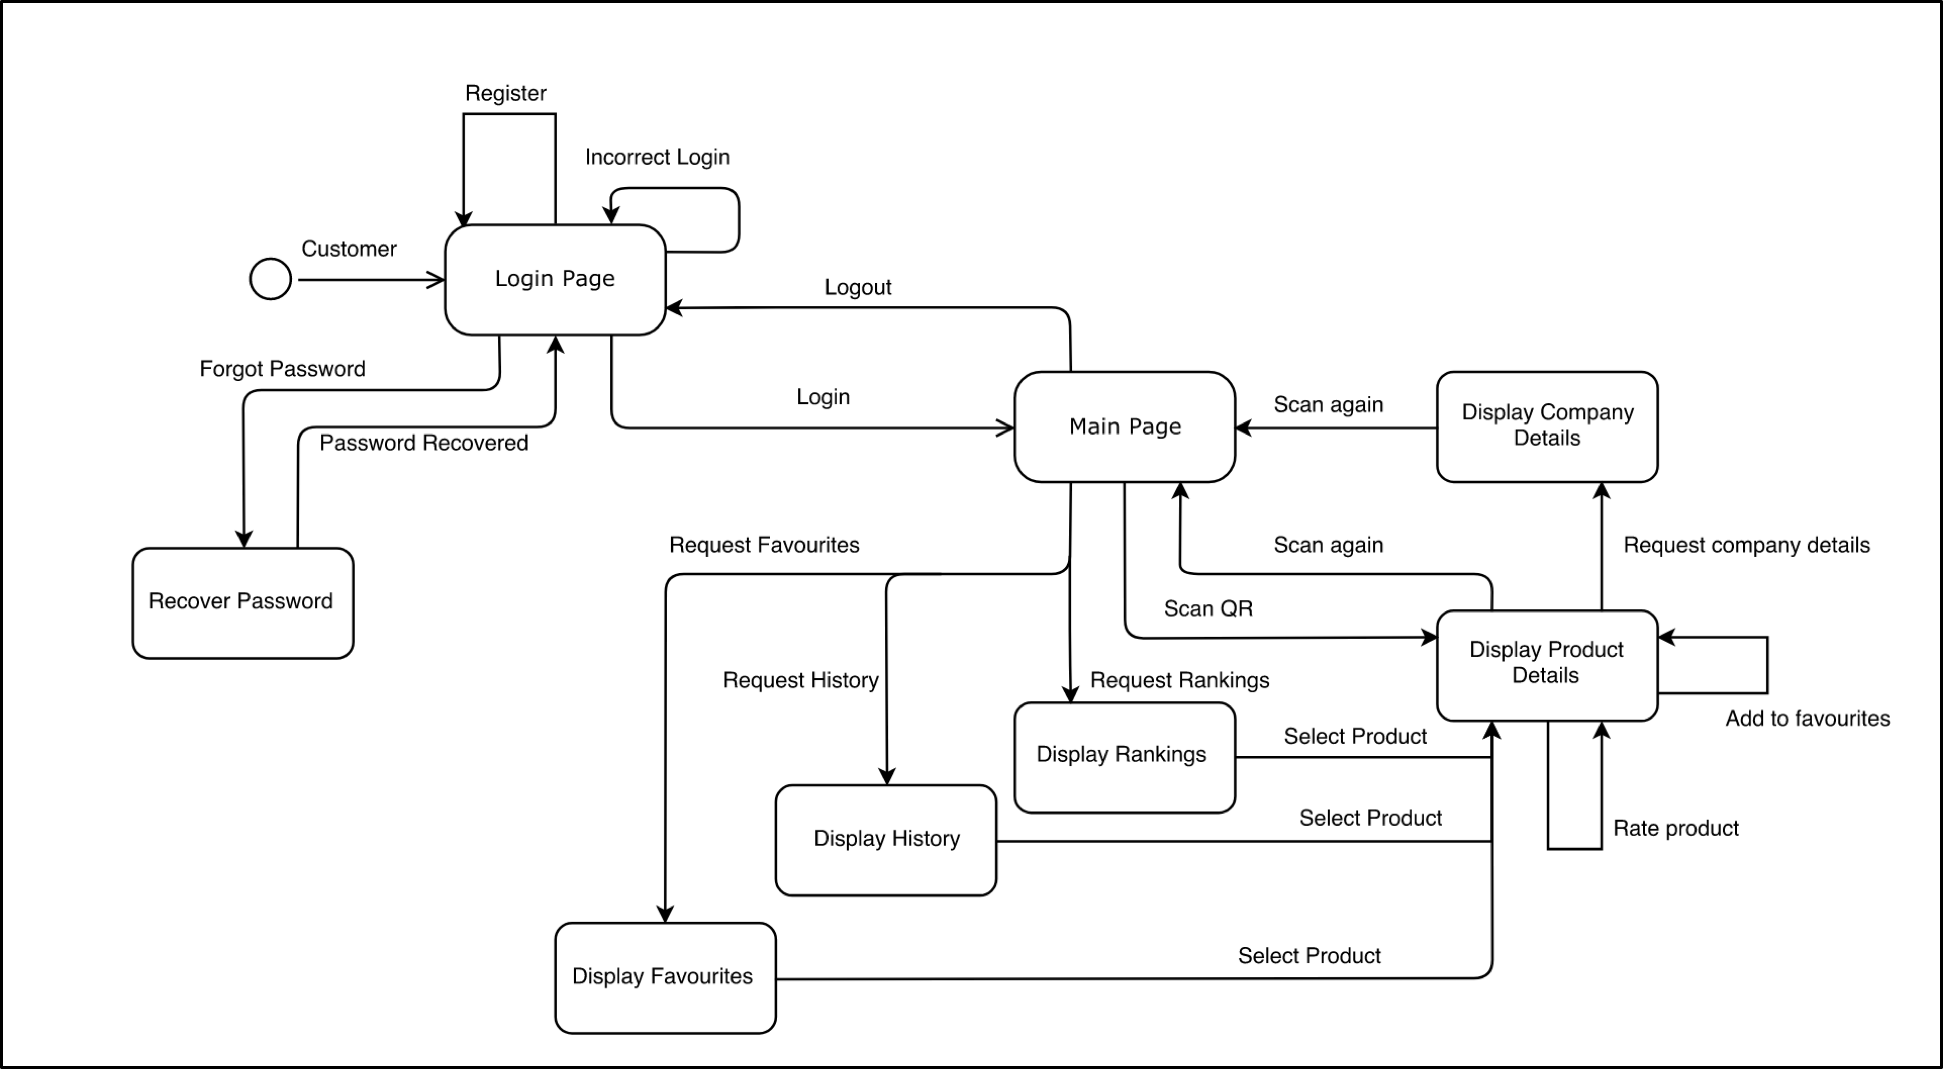 Register
Incorrect Login
Customer
Login Page
Logout
Forgot Password
Login
Password Recovered
Main Page
Scan again
Display Company
Details
Request Favourites
Scan again
Request company details
Recover Password
Scan QR
Display Product
Details
Request History
Request Rankings
Add to favourites
Select Product
Display Rankings
Select Product
Rate product
Display History
Select Product
Display Favourites